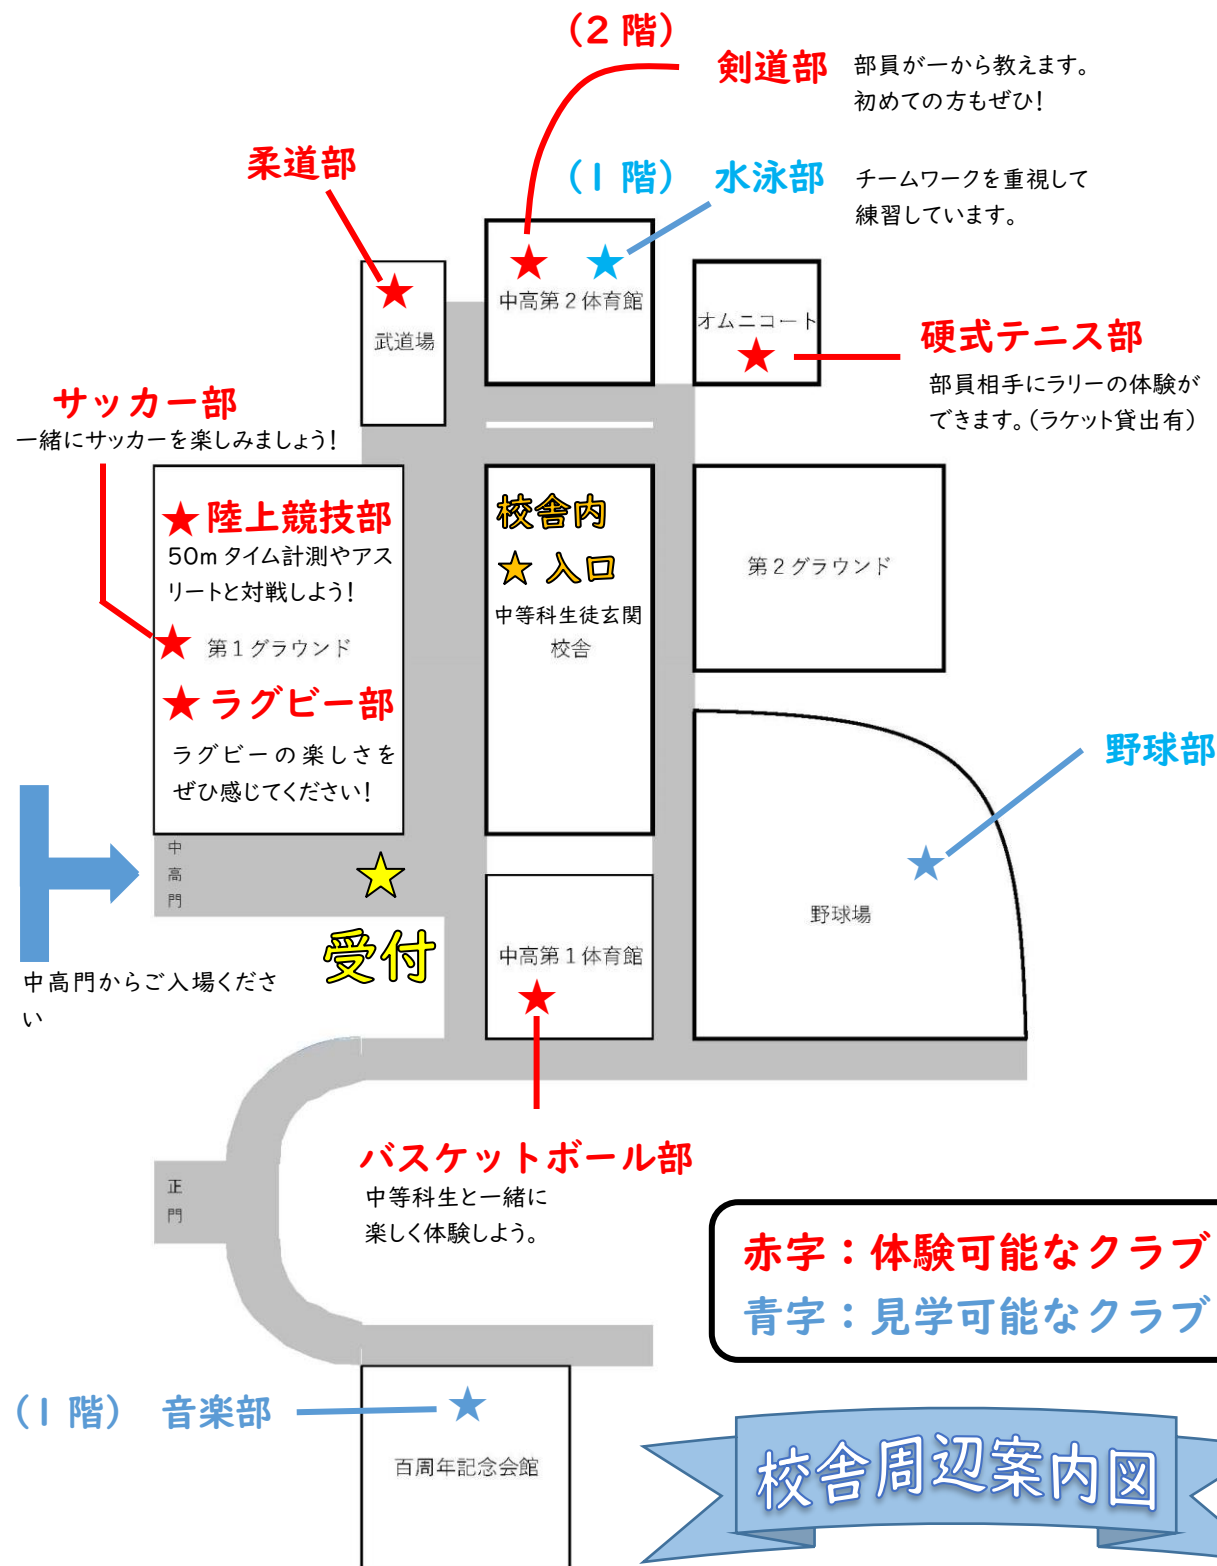 (2 階)
剣道部
部員が一から教えます。
初めての方もぜひ！
柔道部
(1 階)
水泳部
チームワークを重視して
練習しています。
中高第２体育館
武道場
オムニコート
硬式テニス部
部員相手にラリーの体験が
できます。(ラケット貸出有)
サッカー部
一緒にサッカーを楽しみましょう！
★陸上競技部
50m タイム計測やアス
リートと対戦しよう！
第１グラウンド
★ラグビー部
ラグビーの楽しさを
ぜひ感じてください！
校舎内
★ 入口
中等科生徒玄関
校舎
第２グラウンド
野球部
野球場
中高門
受付
中高門からご入場くださ
い
中高第１体育館
バスケットボール部
中等科生と一緒に
楽しく体験しよう。
正門
赤字：体験可能なクラブ
青字：見学可能なクラブ
(1 階)
音楽部
百周年記念会館
校舎周辺案内図